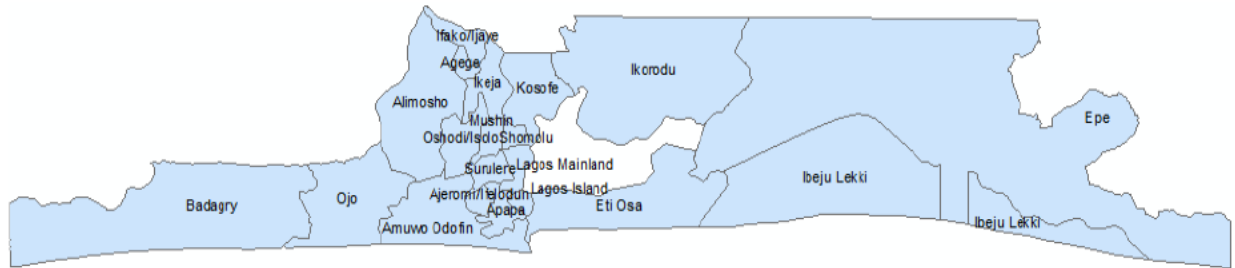 Ifako/Ijaye
Agege
Ikeja
Ikorodu
Kosofe
Alimosho
Epe
Mushin
Oshodi/Isolo
Shomolu
Surulere
Lagos Mainland
Ibeju Lekki
Lagos Island
Ajeromi/Ifelodun
Badagry
Ojo
Apapa
Eti Osa
Amuwo Odofin
Ibeju Lekki